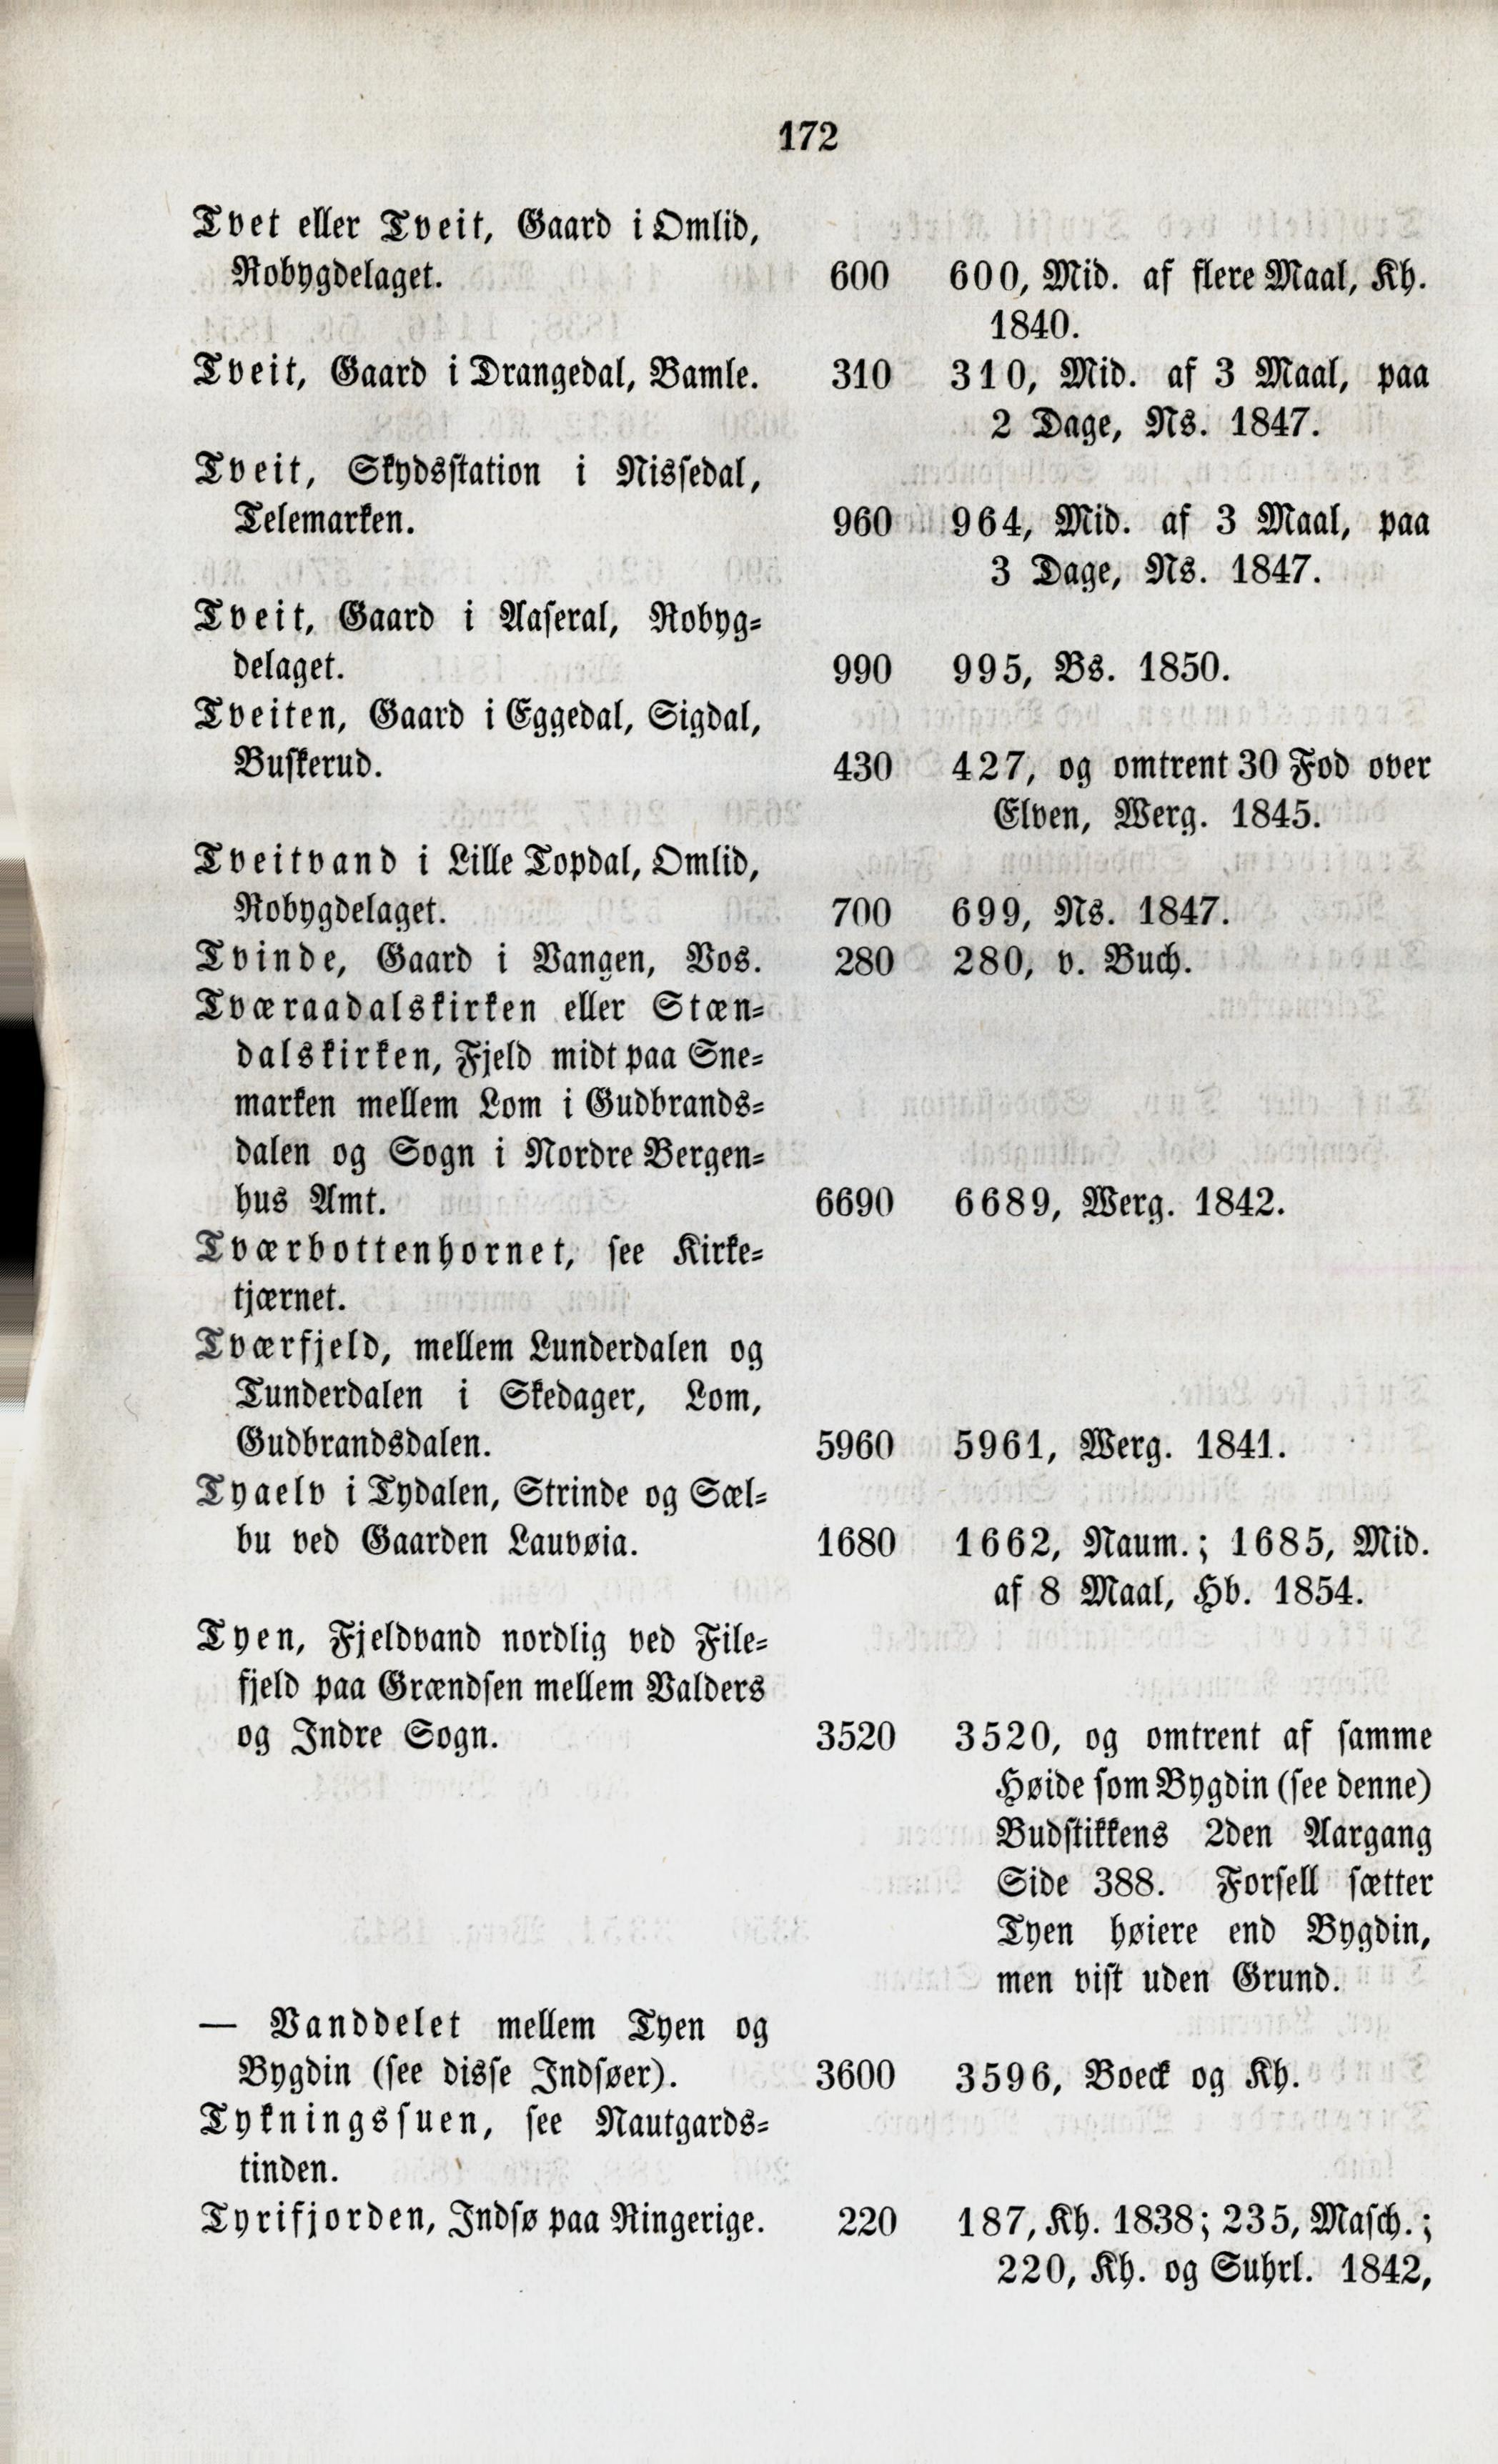 172
Tvet eller Tveit, Gaard i Omlid,
Robygdelaget. 600 600, Mid. af flere Maal, Kh.
1840.
Tveit, Gaard i Drangedal, Bamle. 310 310, Mid. af 3 Maal, paa
2 Dage, Ns. 1847.
Tveit, Skydsstation i Nissedal,
Telemarken. 960 964, Mid. af 3 Maal, paa
3 Dage, Ns. 1847.
Tveit, Gaard i Aaseral, Robyg=
delaget. 990 995, Bs. 1850.
Tveiten, Gaard i Eggedal, Sigdal,
Buskerud. 430 427, og omtrent 30 Fod over
Elven, Werg. 1845.
Tveitvand i Lille Topdal, Omlid,
Robygdelaget. 700 699, Ns. 1847.
Tvinde, Gaard i Vangen, Vos. 280 280, v. Buch.
Tværaadalskirken eller Stæn=
dalskirken, Fjeld midt paa Sne=
marken mellem Lom i Gudbrands=
dalen og Sogn i Nordre Bergen=
hus Amt. 6690 6689, Werg. 1842.
Tværbottenhornet, see Kirke=
tjærnet.
Tværfjeld, mellem Lunderdalen og
Tunderdalen i Skedager, Lom,
Gudbrandsdalen. 5960 5961, Werg. 1841.
Tyaelv i Tydalen, Strinde og Sæl=
bu ved Gaarden Lauvøia. 1680 1662, Naum.; 1685, Mid.
af 8 Maal, Hb. 1854.
Tyen, Fjeldvand nordlig ved File=
fjeld paa Grændsen mellem Valders
og Indre Sogn. 3520 3520, og omtrent af samme
Høide som Bygdin (see denne)
Budstikkens 2den Aargang
Side 388. Forsell sætter
Tyen høiere end Bygdin,
men vist uden Grund.
— Vanddelet mellem Tyen og
Bygdin (see disse Indsøer). 3600 3596, Boeck og Kh.
Tykningssuen, see Nautgards=
tinden.
Tyrifjorden, Indsø paa Ringerige. 220 187, Kh. 1838; 235, Masch.;
220, Kh. og Suhrl. 1842,